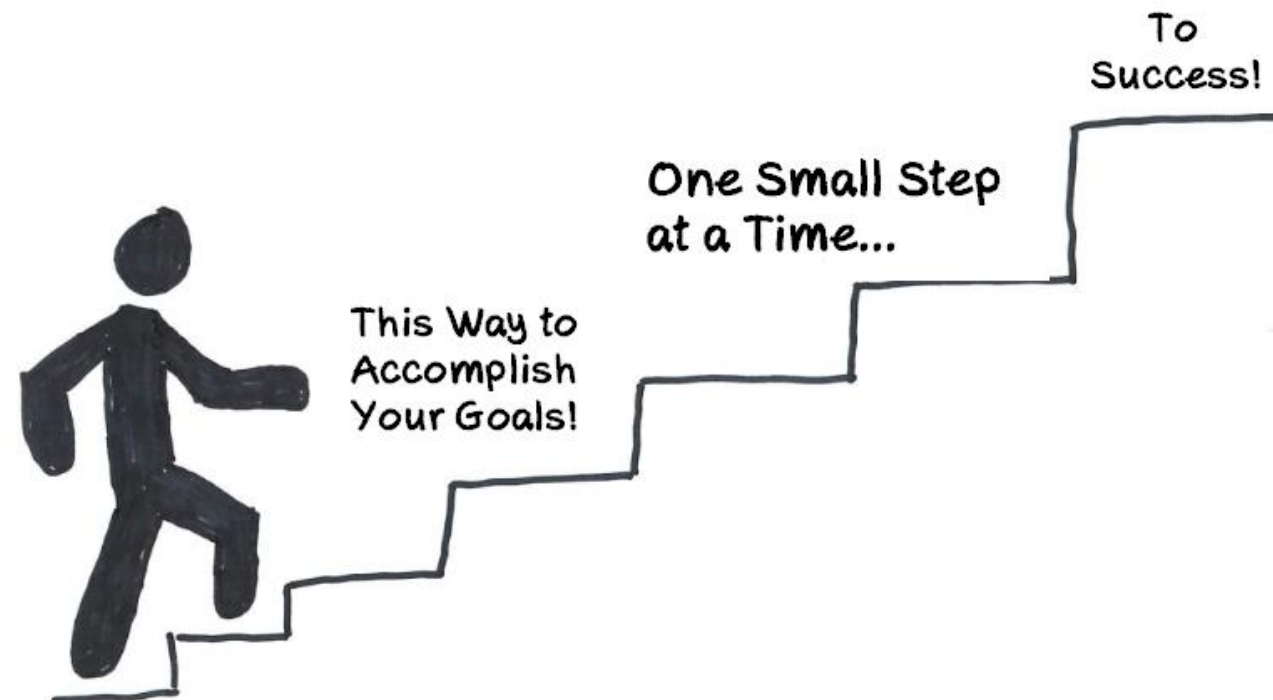 This Way to
Accomplish
Your Goals!
One Small Step
at a Time...
To
Success!